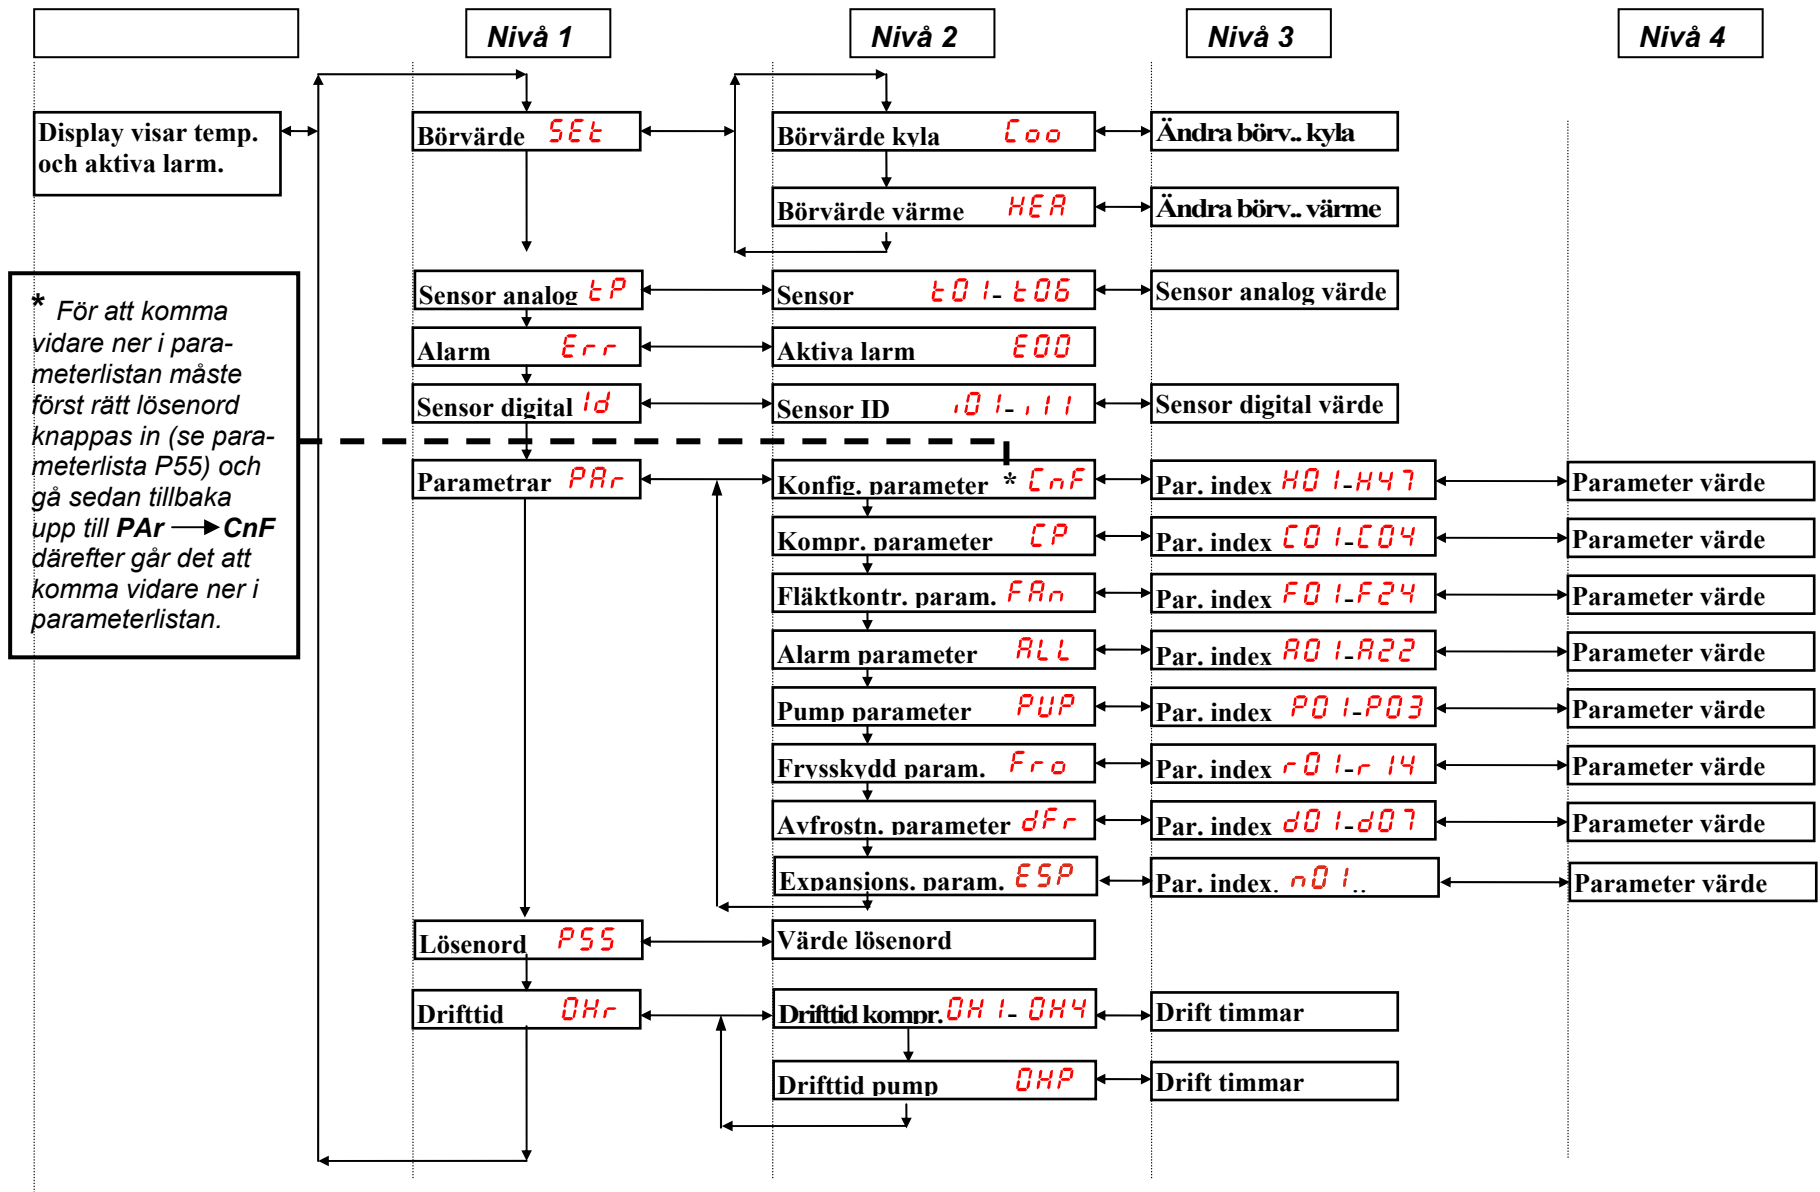 Nivå 1
Nivå 2
Nivå 3
Nivå 4
Display visar temp.
och aktiva larm.
Börvärde SEt
Börvärde kyla Coo
Ändra börv.. kyla
Börvärde värme HEA
Ändra börv.. värme
* För att komma
vidare ner i para-
meterlistan måste
först rätt lösenord
knappas in (se para-
meterlista P55) och
gå sedan tillbaka
upp till PAr CnF
därefter går det att
komma vidare ner i
parameterlistan.
Sensor analog tP
Sensor t01-t06
Sensor analog värde
Alarm Err
Aktiva larm E00
Sensor digital Id
Sensor ID i01-i11
Sensor digital värde
Parametrar PAr
Konfig. parameter * CnF
Par. index H01-H47
Parameter värde
Kompr. parameter CP
Par. index C01-C04
Parameter värde
Fläktkontr. param. FAn
Par. index F01-F24
Parameter värde
Alarm parameter ALL
Par. index A01-A22
Parameter värde
Pump parameter PUP
Par. index P01-P03
Parameter värde
Frysskydd param. Fro
Par. index r01-r14
Parameter värde
Avfrostn. parameter dFr
Par. index d01-d07
Parameter värde
Expansions. param. ESP
Par. index. n01..
Parameter värde
Lösenord PSS
Värde lösenord
Drifttid OHr
Drifttid kompr. OH1-OH4
Drift timmar
Drifttid pump OHP
Drift timmar